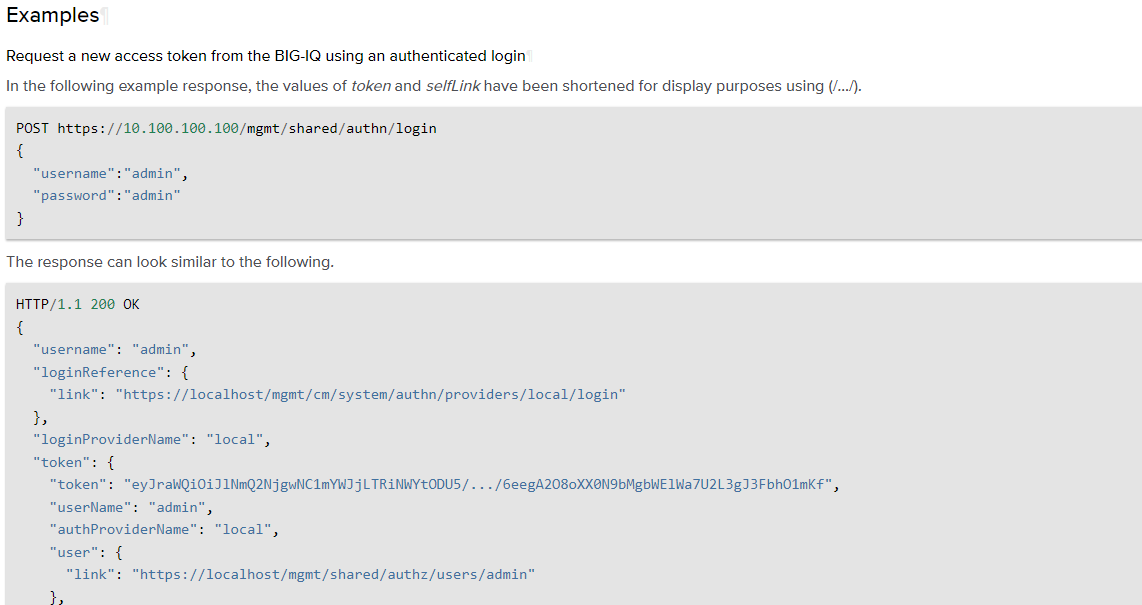 Examples¶
Request a new access token from the BIG-IQ using an authenticated login¶
In the following example response, the values of token and selfLink have been shortened for display purposes using (/.../).
POST https://10.100.100.100/mgmt/shared/authn/login
{
  "username":"admin",
  "password":"admin"
}
The response can look similar to the following.
HTTP/1.1 200 OK
{
  "username": "admin",
  "loginReference": {
    "link": "https://localhost/mgmt/cm/system/authn/providers/local/login"
  },
  "loginProviderName": "local",
  "token": {
    "token": "eyJraWQiOiJlNmQ2NjgwNC1mYWJjLTRiNWYtODU5/.../6eegA2O8oXX0N9bMgbWElWa7U2L3gJ3FbhO1mKf",
    "userName": "admin",
    "authProviderName": "local",
    "user": {
      "link": "https://localhost/mgmt/shared/authz/users/admin"
    },